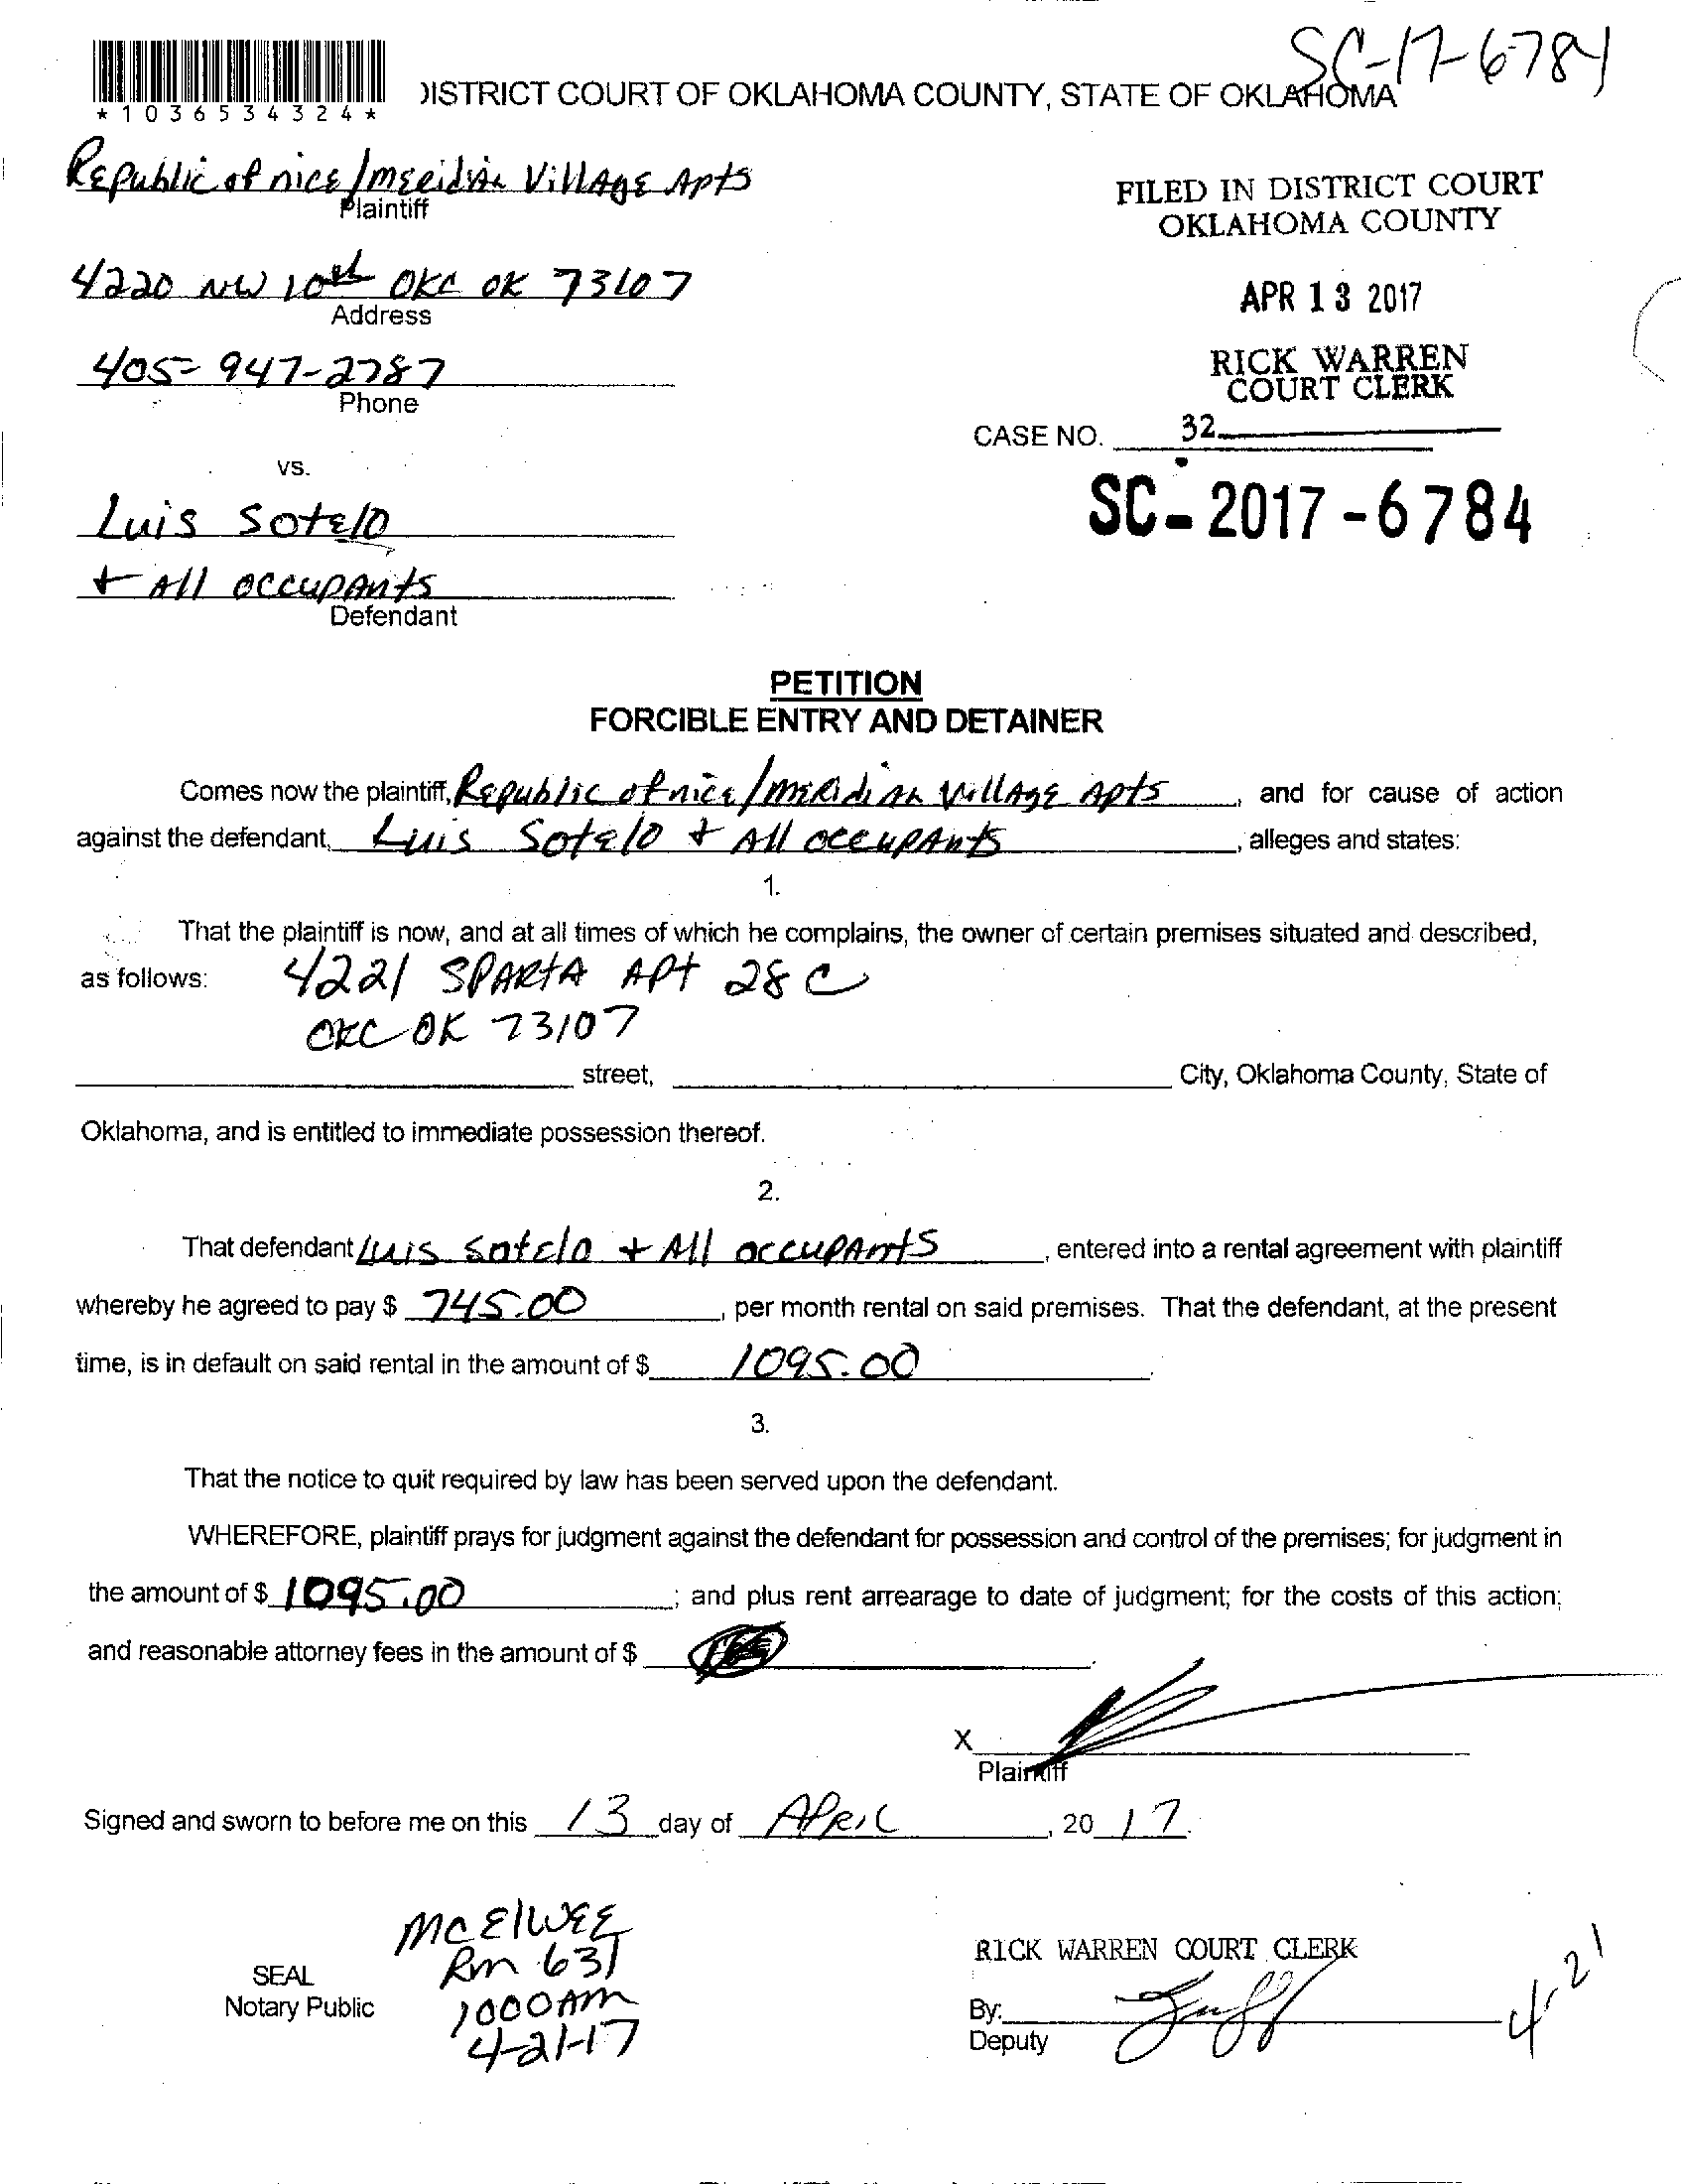 SC-17-6784
*1036534324*
DISTRICT COURT OF OKLAHOMA COUNTY, STATE OF OKLAHOMA
Republic of nice/Meridian Village Apts
Plaintiff
FILED IN DISTRICT COURT
OKLAHOMA COUNTY
4220 NW 10th OKC OK 73107
Address
APR 13 2017
405-947-2787
Phone
RICK WARREN
COURT CLERK
CASE NO. 32
vs.
SC-2017-6784
Luis Sotelo
+ All occupants
Defendant
PETITION
FORCIBLE ENTRY AND DETAINER
Comes now the plaintiff, Republic of nice/Meridian Village Apts, and for cause of action
against the defendant, Luis Sotelo + All occupants, alleges and states:
1.
That the plaintiff is now, and at all times of which he complains, the owner of certain premises situated and described,
as follows: 4221 SPARTA APt 28 C
OKC OK 73107
street, City, Oklahoma County, State of
Oklahoma, and is entitled to immediate possession thereof.
2.
That defendant Luis Sotelo + All occupants, entered into a rental agreement with plaintiff
whereby he agreed to pay $ 745.00, per month rental on said premises. That the defendant, at the present
time, is in default on said rental in the amount of $ 1095.00.
3.
That the notice to quit required by law has been served upon the defendant.
WHEREFORE, plaintiff prays for judgment against the defendant for possession and control of the premises; for judgment in
the amount of $ 1095.00; and plus rent arrearage to date of judgment; for the costs of this action;
and reasonable attorney fees in the amount of $
X
Plaintiff
Signed and sworn to before me on this 13 day of APRIL, 20 17.
McElwee
Rm 631
1000AM
4-21-17
SEAL
Notary Public
RICK WARREN COURT CLERK
By:
Deputy
4-21